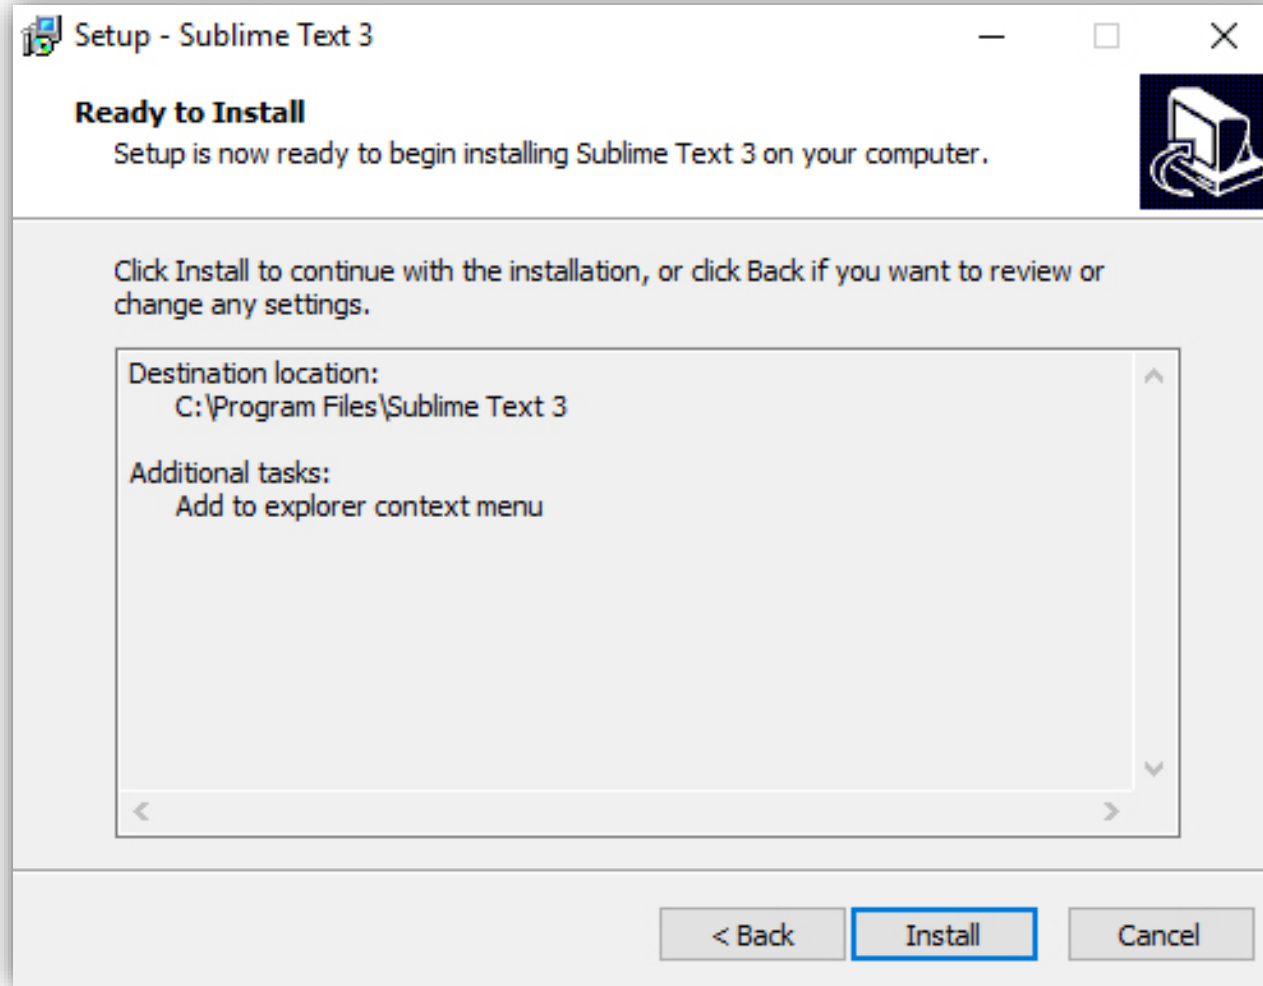 Setup - Sublime Text 3
Ready to Install
Setup is now ready to begin installing Sublime Text 3 on your computer.
Click Install to continue with the installation, or click Back if you want to review or
change any settings.
Destination location:
C:\Program Files\Sublime Text 3
Additional tasks:
Add to explorer context menu
< Back
Install
Cancel